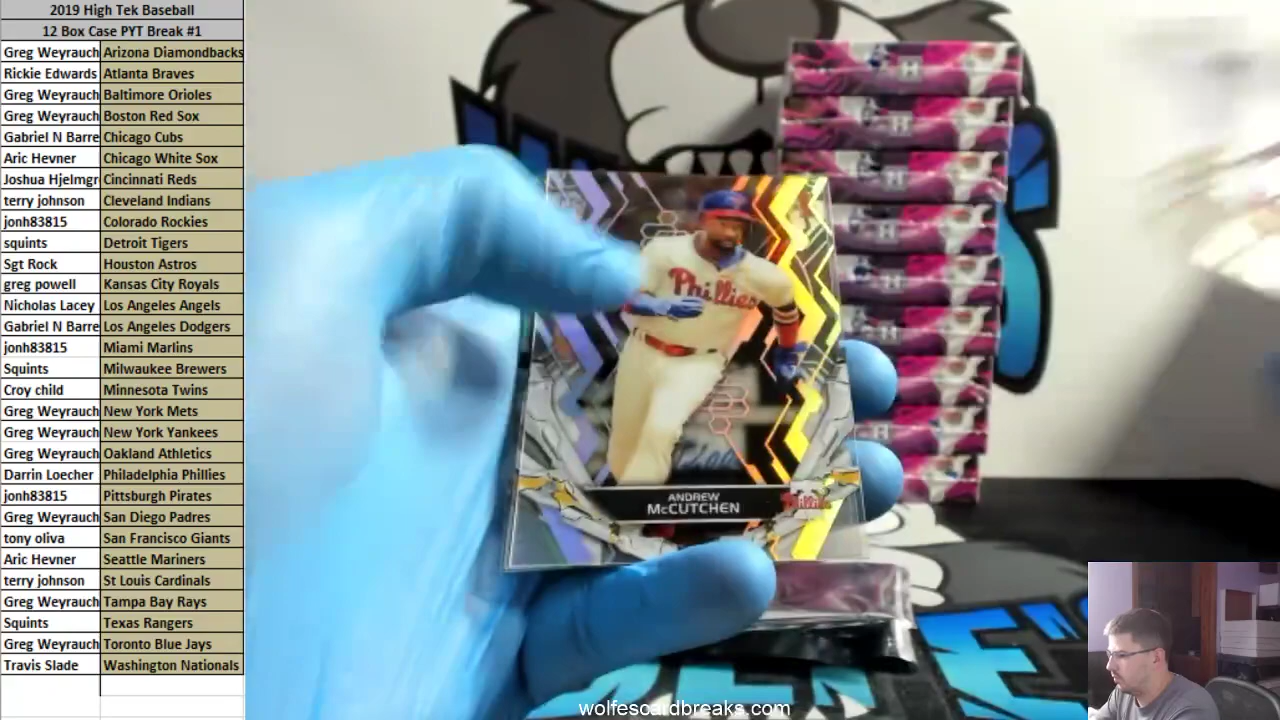 2019 High Tek Baseball
12 Box Case PYT Break #1
Greg Weyrauch Arizona Diamondbacks
Rickie Edwards Atlanta Braves
Greg Weyrauch Baltimore Orioles
Greg Weyrauch Boston Red Sox
Gabriel N Barre Chicago Cubs
Aric Hevner Chicago White Sox
Joshua Hjelmgr Cincinnati Reds
terry johnson Cleveland Indians
jonh83815 Colorado Rockies
squints Detroit Tigers
Sgt Rock Houston Astros
greg powell Kansas City Royals
Nicholas Lacey Los Angeles Angels
Gabriel N Barre Los Angeles Dodgers
jonh83815 Miami Marlins
Squints Milwaukee Brewers
Croy child Minnesota Twins
Greg Weyrauch New York Mets
Greg Weyrauch New York Yankees
Greg Weyrauch Oakland Athletics
Darrin Loecher Philadelphia Phillies
jonh83815 Pittsburgh Pirates
Greg Weyrauch San Diego Padres
tony oliva San Francisco Giants
Aric Hevner Seattle Mariners
terry johnson St Louis Cardinals
Greg Weyrauch Tampa Bay Rays
Squints Texas Rangers
Greg Weyrauch Toronto Blue Jays
Travis Slade Washington Nationals
Phillies
ANDREW
McCUTCHEN
Phillies
wolfescardbreaks.com